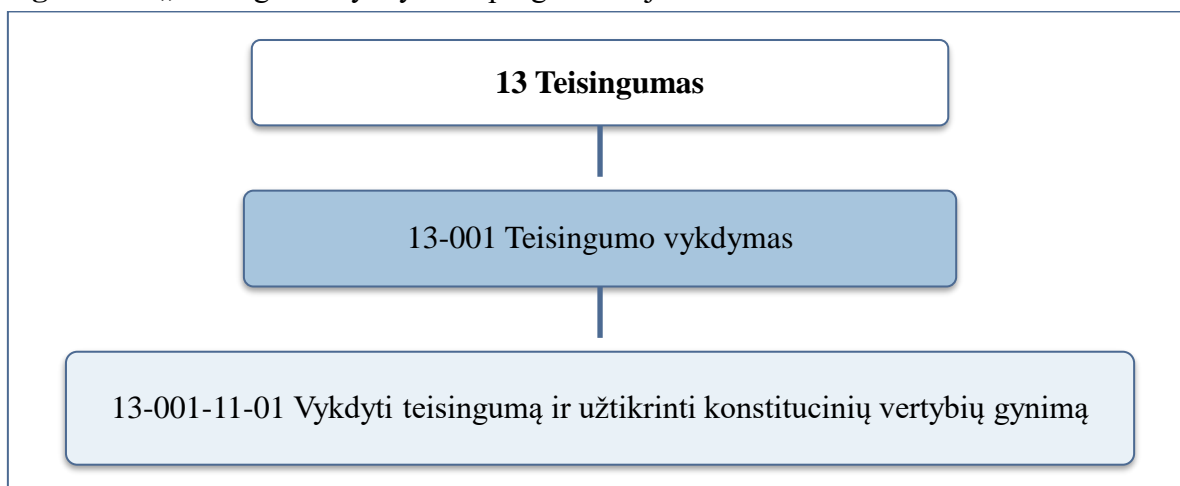 13 Teisingumas
13-001 Teisingumo vykdymas
13-001-11-01 Vykdyti teisingumą ir užtikrinti konstitucinių vertybių gynimą